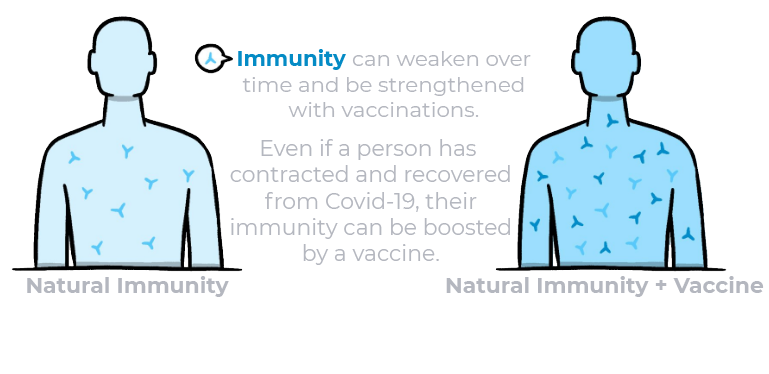 Immunity can weaken over
time and be strengthened
with vaccinations.
Even if a person has
contracted and recovered
from Covid-19, their
immunity can be boosted
by a vaccine.
Natural Immunity
Natural Immunity + Vaccine